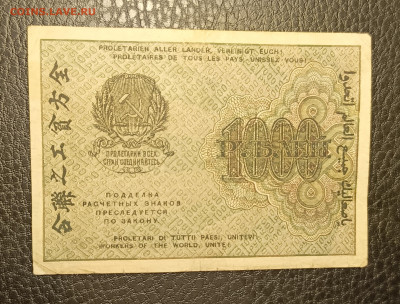 COINS.LAVE.RU
PROLETARIER ALLER LÄNDER, VEREINIGT EUCH!
PROLÉTAIRES DE TOUS LES PAYS, UNISSEZ-VOUS!
ПРОЛЕТАРИИ ВСЕХ
СТРАН, СОЕДИНЯЙТЕСЬ
1000
РУБЛЕЙ
ПОДДЕЛКА
РАСЧЕТНЫХ ЗНАКОВ
ПРЕСЛЕДУЕТСЯ
ПО ЗАКОНУ.
PROLETARI DI TUTTI I PAESI, UNITEVI!
WORKERS OF THE WORLD, UNITE!